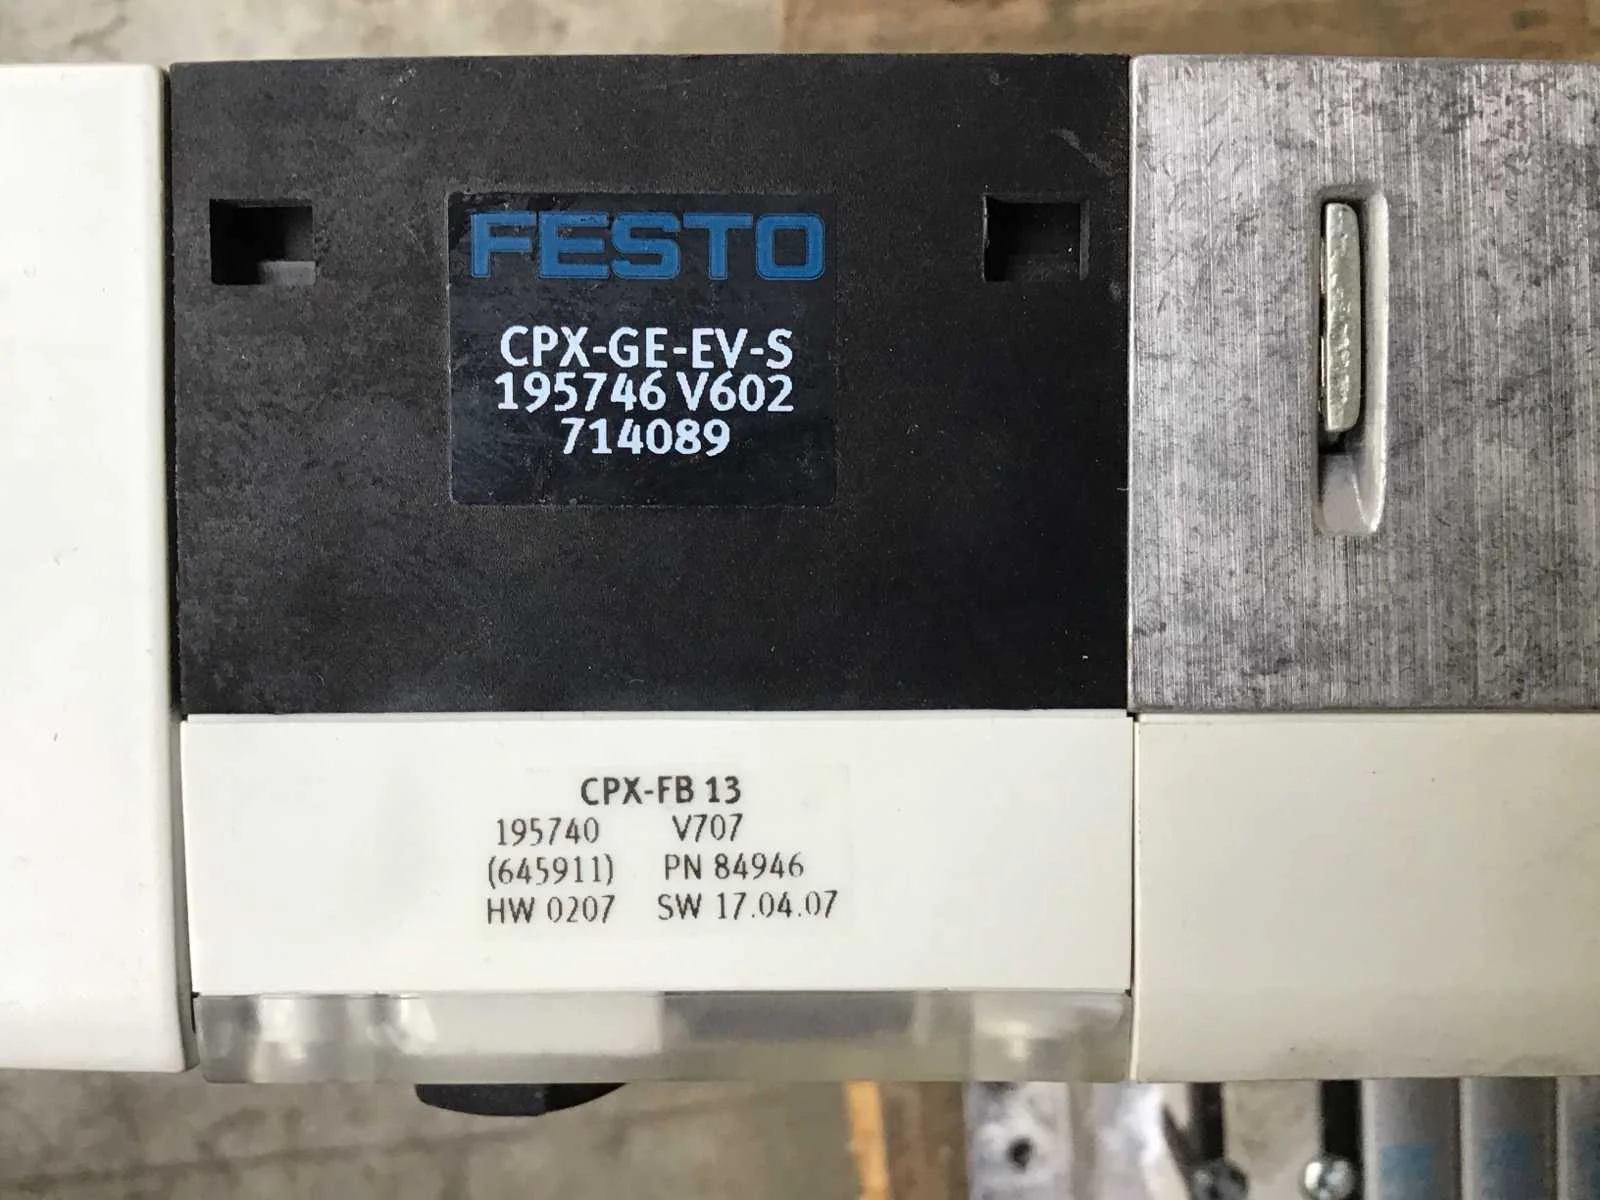 FESTO
CPX-GE-EV-S
195746 V602
714089
CPX-FB 13
195740 V707
(645911) PN 84946
HW 0207 SW 17.04.07